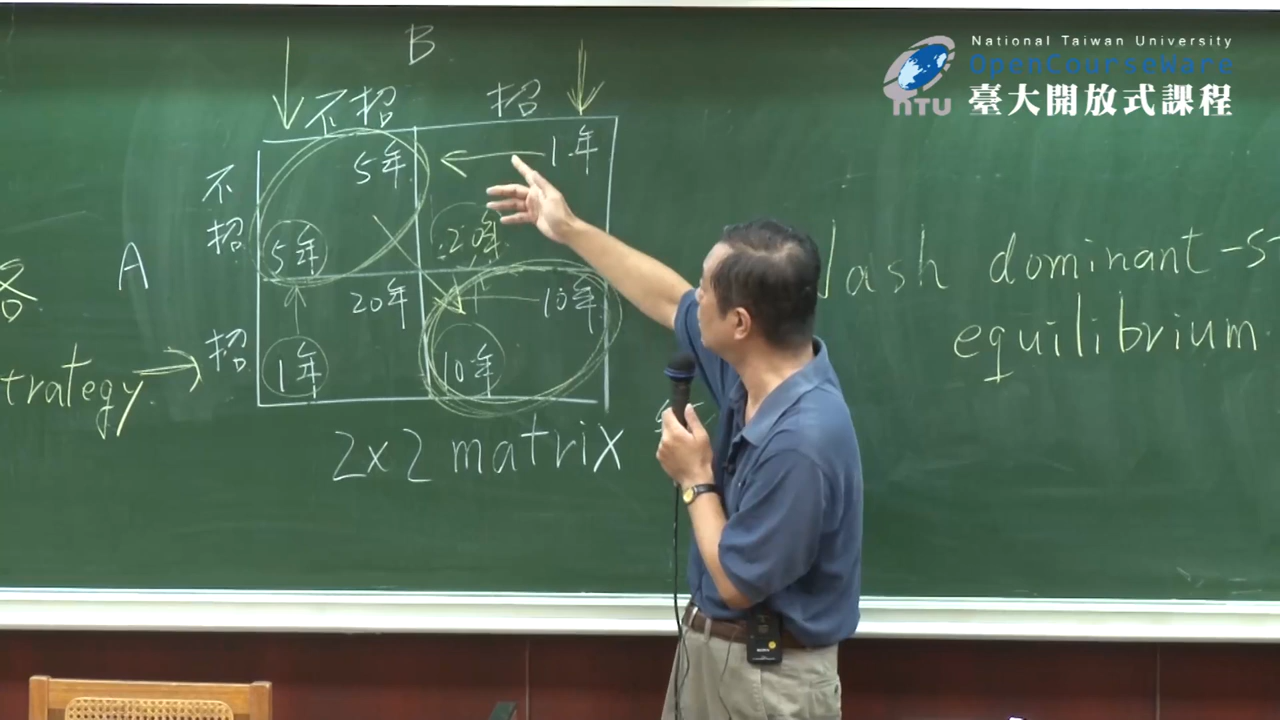 National Taiwan University
OpenCourseWare
臺大開放式課程
NTU
B
不招 招
5年 1年
不招
5年 20年
A
20年 10年
招
1年 10年
trategy
2x2 matrix
ash dominant-s
equilibrium